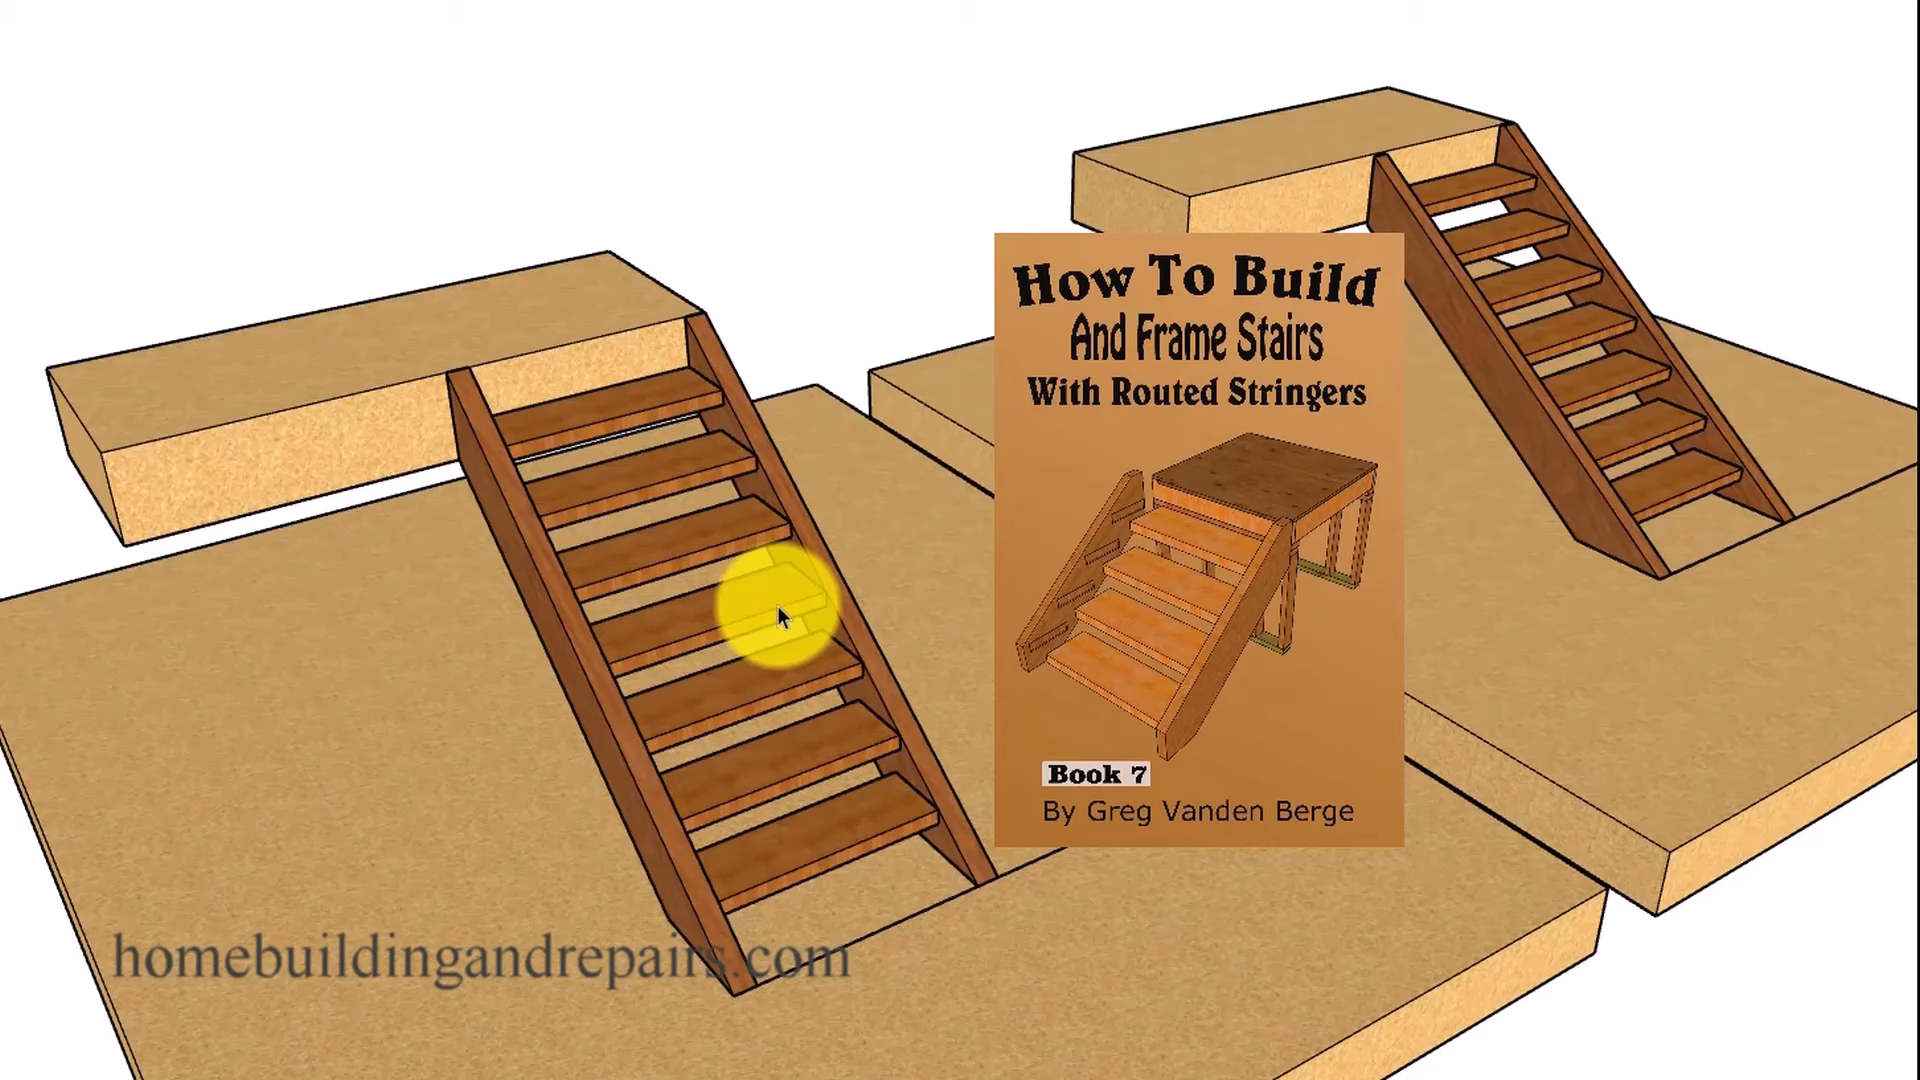 How To Build
And Frame Stairs
With Routed Stringers
Book 7
By Greg Vanden Berge
homebuildingandrepairs.com